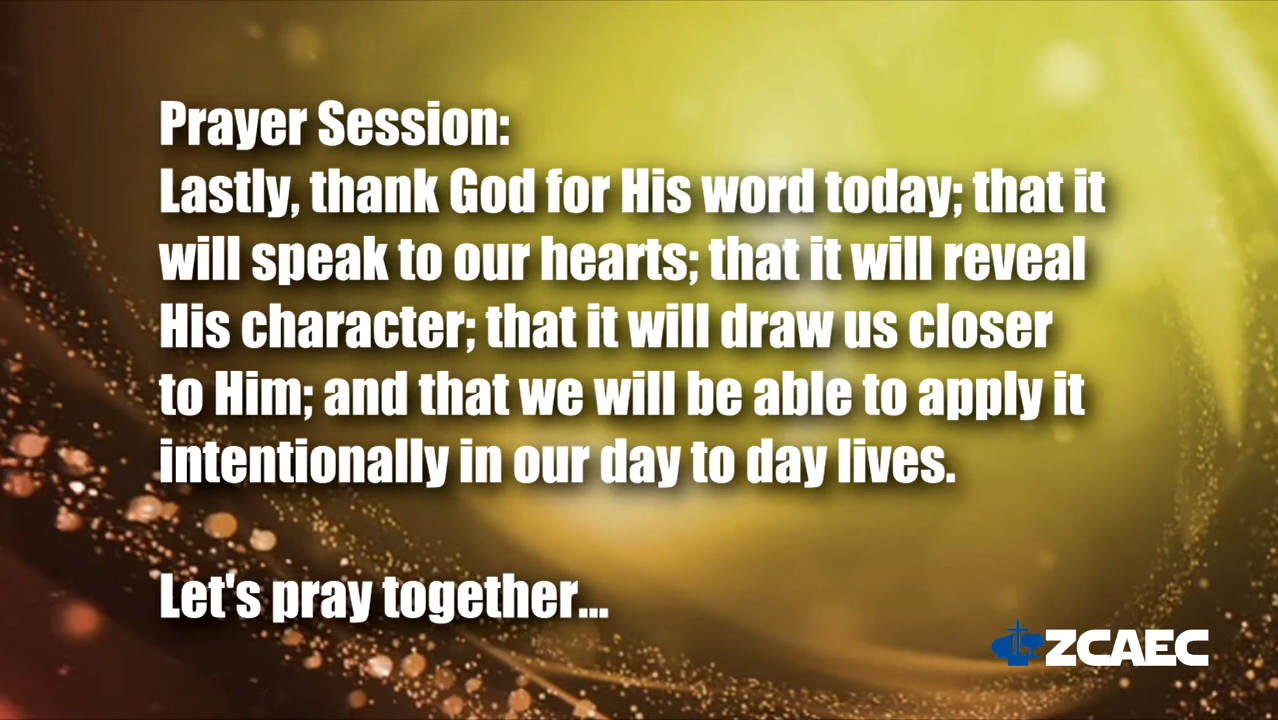 Prayer Session:
Lastly, thank God for His word today; that it
will speak to our hearts; that it will reveal
His character; that it will draw us closer
to Him; and that we will be able to apply it
intentionally in our day to day lives.
Let's pray together...
ZCAEC